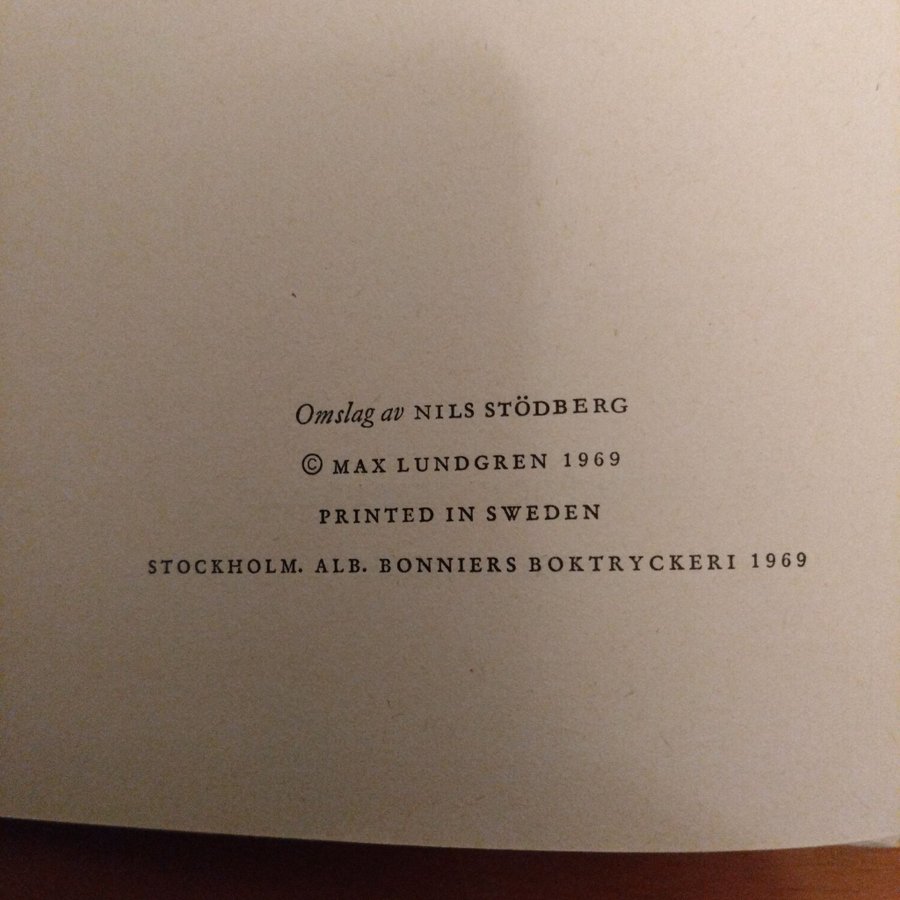 Omslag av NILS STÖDBERG
© MAX LUNDGREN 1969
PRINTED IN SWEDEN
STOCKHOLM. ALB. BONNIERS BOKTRYCKERI 1969